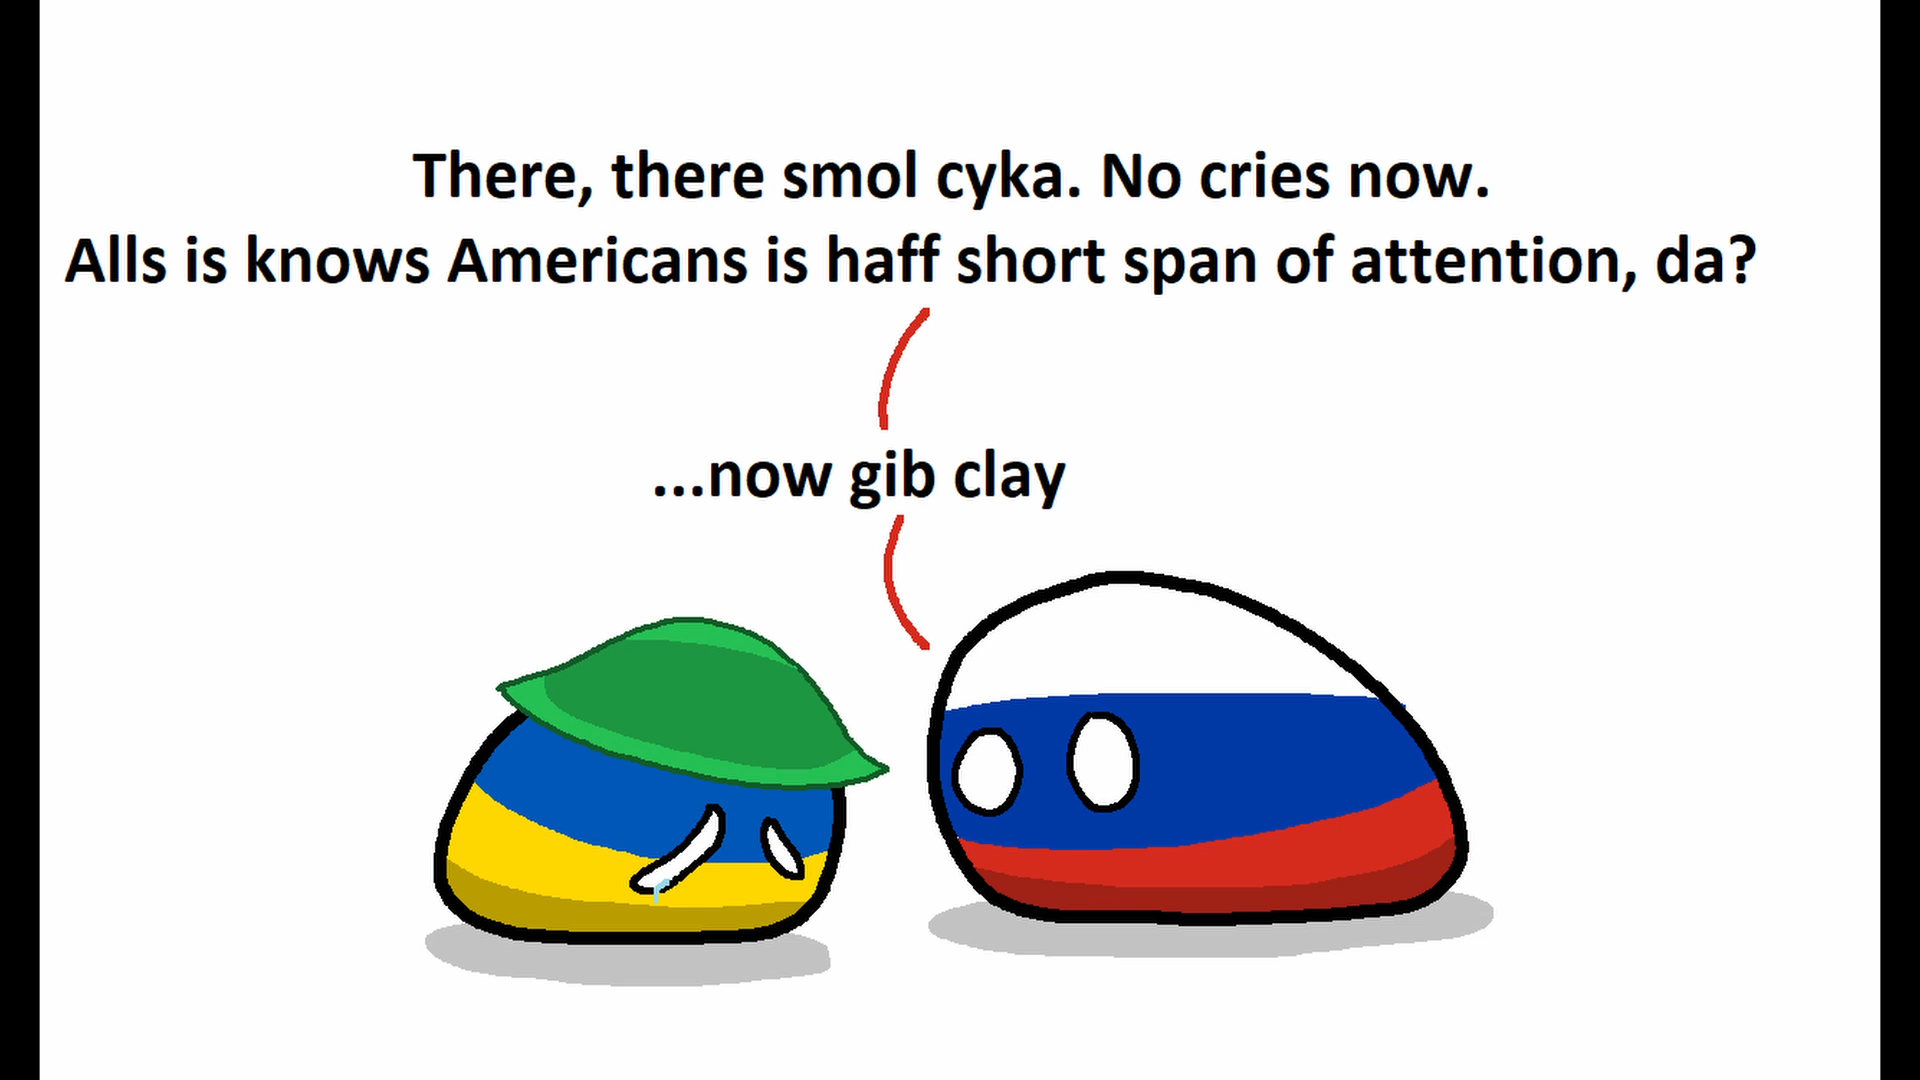 There, there smol cyka. No cries now.
Alls is knows Americans is haff short span of attention, da?
...now gib clay